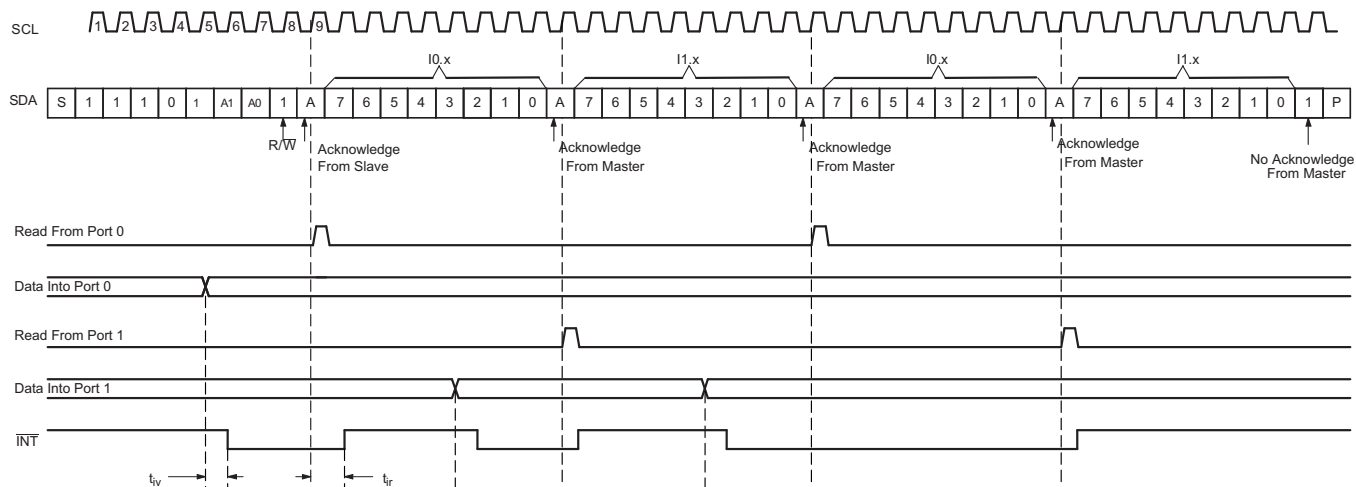 SCL 1 2 3 4 5 6 7 8 9
I0.x I1.x I0.x I1.x
SDA S 1 1 1 0 1 A1 A0 1 A 7 6 5 4 3 2 1 0 A 7 6 5 4 3 2 1 0 A 7 6 5 4 3 2 1 0 A 7 6 5 4 3 2 1 0 1 P
R/W
Acknowledge
From Slave
Acknowledge
From Master
Acknowledge
From Master
Acknowledge
From Master
No Acknowledge
From Master
Read From Port 0
Data Into Port 0
Read From Port 1
Data Into Port 1
INT
tiv tir